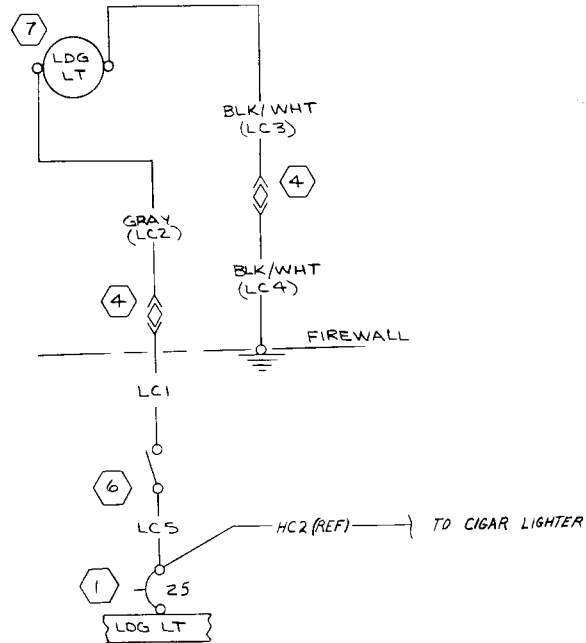 7
LDG
LT
BLK/WHT
(LC3)
4
GRAY
(LC2)
BLK/WHT
(LC4)
4
FIREWALL
LC1
6
LC5
HC2 (REF)
TO CIGAR LIGHTER
1
25
LDG LT